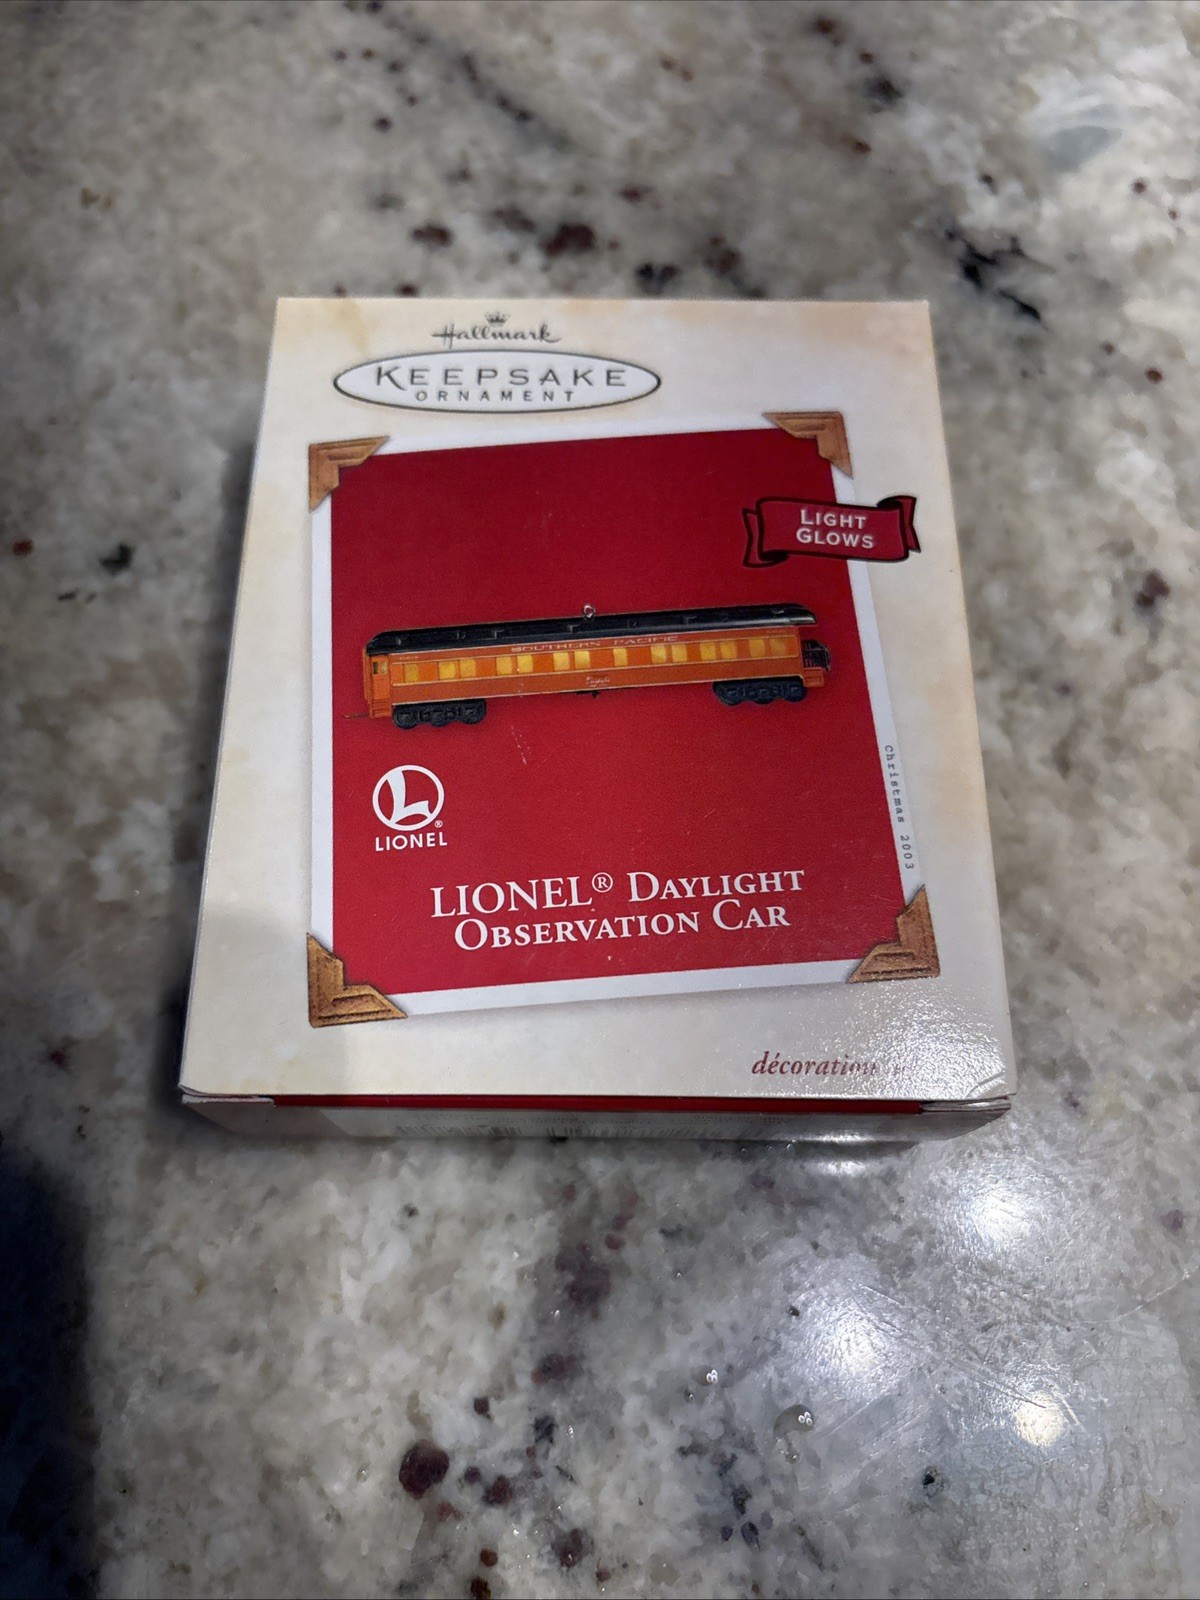 Hallmark
KEEPSAKE
ORNAMENT
LIGHT
GLOWS
SOUTHERN PACIFIC
Christmas 2003
L
®
LIONEL
LIONEL® DAYLIGHT
OBSERVATION CAR
décoration